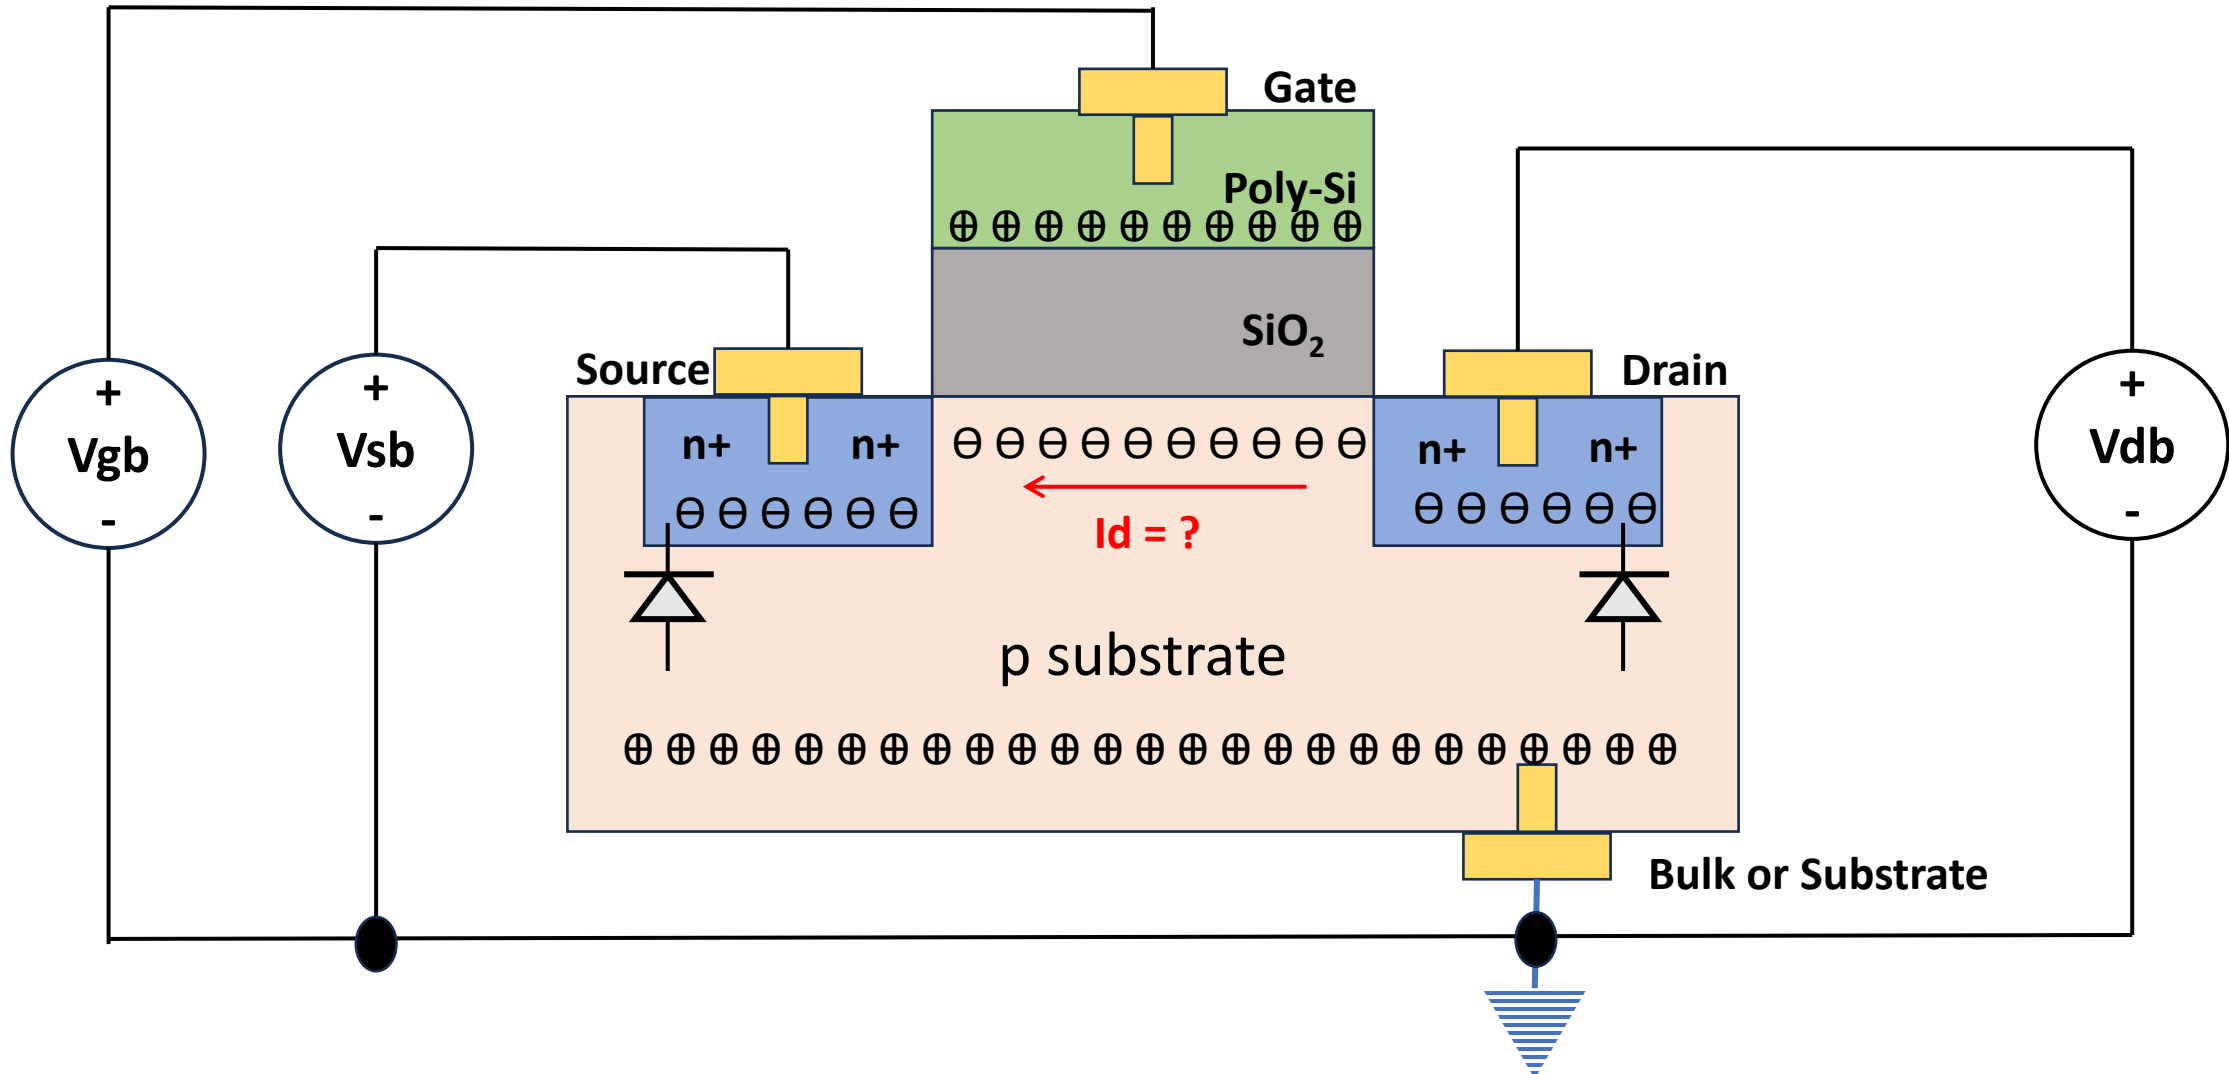 Gate
Poly-Si
SiO₂
Source
Drain
+
Vgb
-
+
Vsb
-
n+
n+
n+
n+
+
Vdb
-
Id = ?
p substrate
Bulk or Substrate